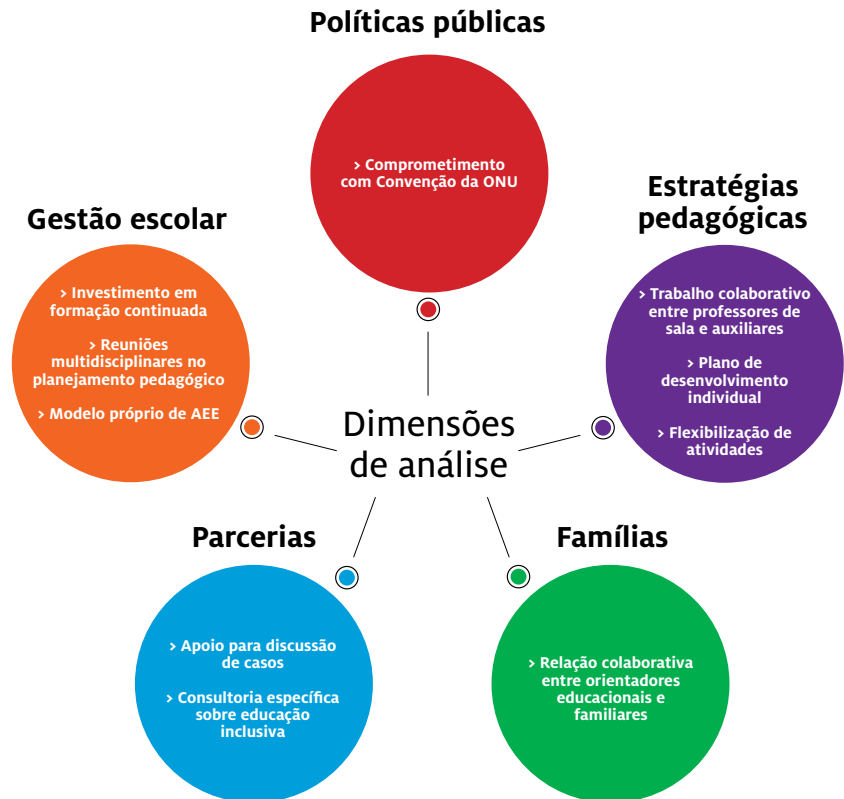 Políticas públicas
> Comprometimento
com Convenção da ONU
Estratégias
pedagógicas
> Trabalho colaborativo
entre professores de
sala e auxiliares
> Plano de
desenvolvimento
individual
> Flexibilização de
atividades
Gestão escolar
> Investimento em
formação continuada
> Reuniões
multidisciplinares no
planejamento pedagógico
> Modelo próprio de AEE
Dimensões
de análise
Parcerias
> Apoio para discussão
de casos
> Consultoria específica
sobre educação
inclusiva
Famílias
> Relação colaborativa
entre orientadores
educacionais e
familiares